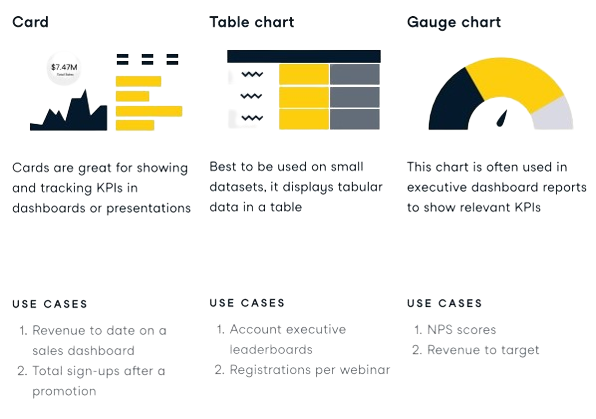 Card
$7.47M
Total Sales
Cards are great for showing
and tracking KPIs in
dashboards or presentations
USE CASES
1. Revenue to date on a
sales dashboard
2. Total sign-ups after a
promotion
Table chart
Best to be used on small
datasets, it displays tabular
data in a table
USE CASES
1. Account executive
leaderboards
2. Registrations per webinar
Gauge chart
This chart is often used in
executive dashboard reports
to show relevant KPIs
USE CASES
1. NPS scores
2. Revenue to target